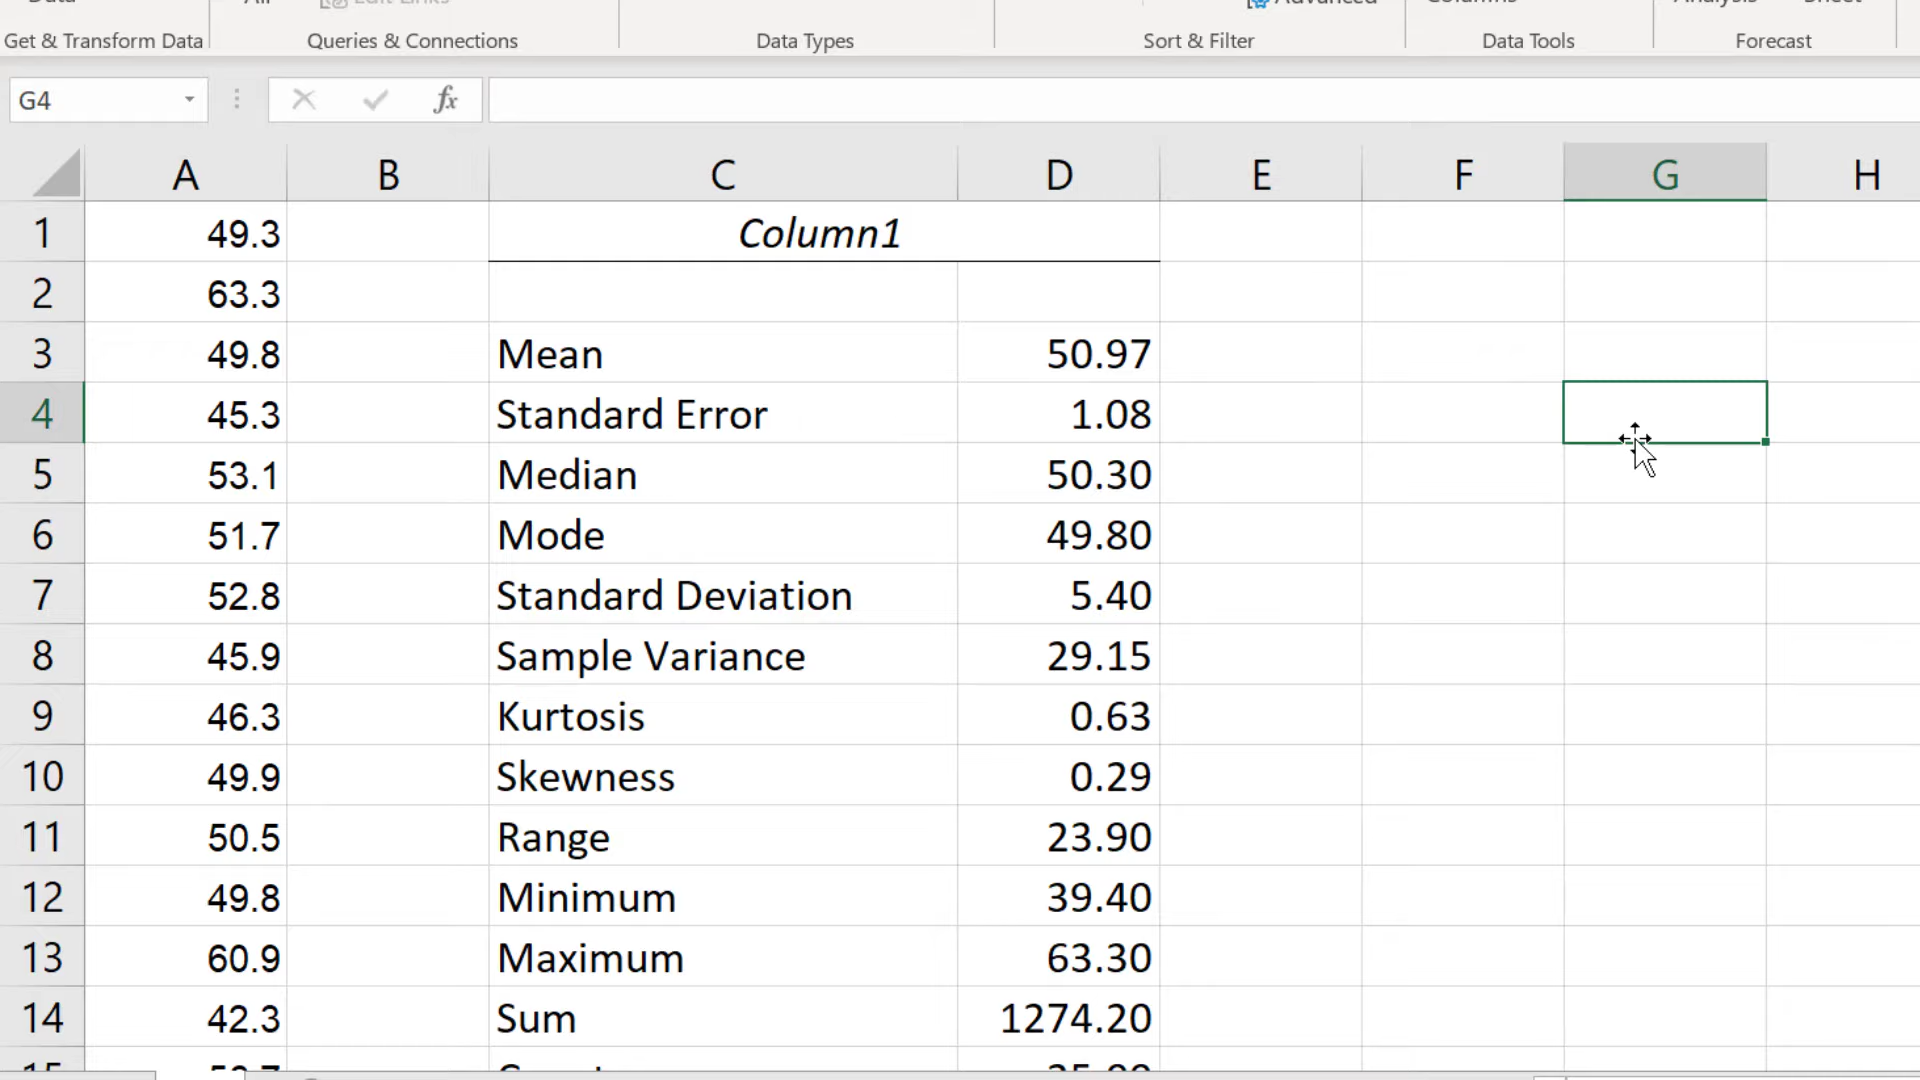 Get & Transform Data Queries & Connections Data Types Sort & Filter Data Tools Forecast
G4 fx
A B C D E F G H
1 49.3 Column1
2 63.3
3 49.8 Mean 50.97
4 45.3 Standard Error 1.08
5 53.1 Median 50.30
6 51.7 Mode 49.80
7 52.8 Standard Deviation 5.40
8 45.9 Sample Variance 29.15
9 46.3 Kurtosis 0.63
10 49.9 Skewness 0.29
11 50.5 Range 23.90
12 49.8 Minimum 39.40
13 60.9 Maximum 63.30
14 42.3 Sum 1274.20